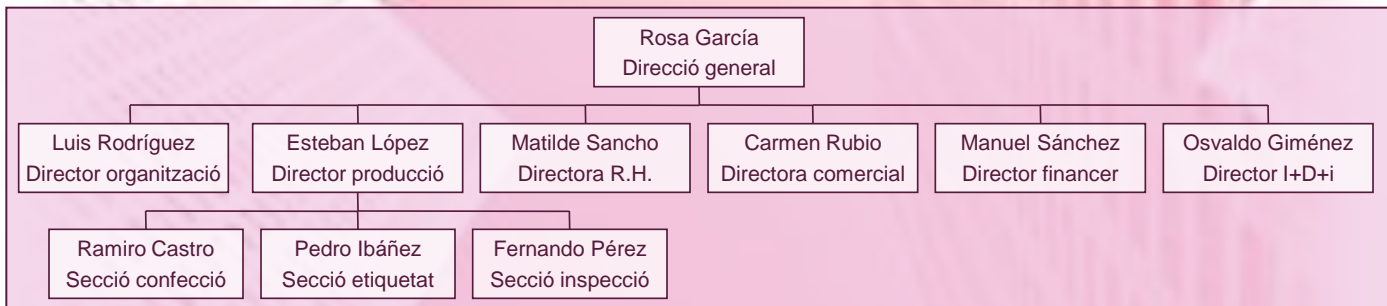 Rosa García
Direcció general
Luis Rodríguez
Director organització
Esteban López
Director producció
Matilde Sancho
Directora R.H.
Carmen Rubio
Directora comercial
Manuel Sánchez
Director financer
Osvaldo Giménez
Director I+D+i
Ramiro Castro
Secció confecció
Pedro Ibáñez
Secció etiquetat
Fernando Pérez
Secció inspecció